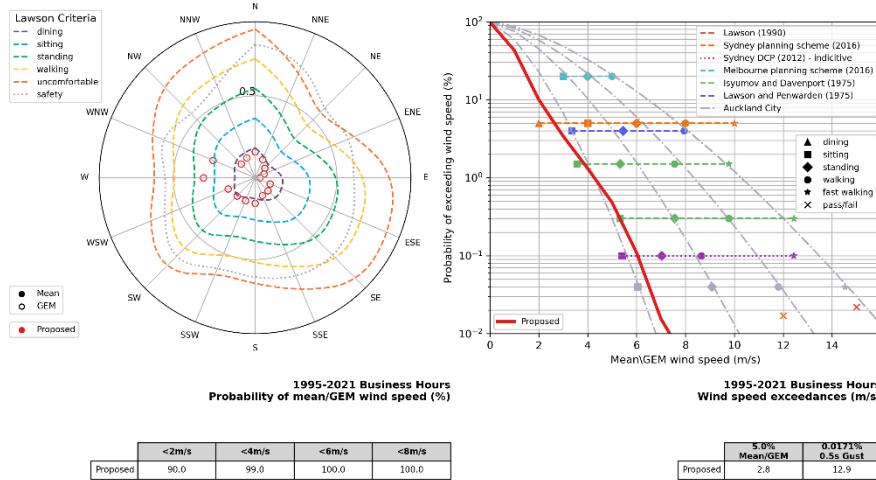 Lawson Criteria
dining
sitting
standing
walking
uncomfortable
safety
N
NNE
NE
ENE
E
ESE
SE
SSE
S
SSW
SW
WSW
W
WNW
NW
NNW
0.5
Mean
GEM
Proposed
1995-2021 Business Hours
Probability of mean/GEM wind speed (%)
<2m/s <4m/s <6m/s <8m/s
Proposed 90.0 99.0 100.0 100.0
Probability of exceeding wind speed (%)
10²
10¹
10⁰
10⁻¹
10⁻²
Lawson (1990)
Sydney planning scheme (2016)
Sydney DCP (2012) - Indicitive
Melbourne planning scheme (2016)
Isyumov and Davenport (1975)
Lawson and Penwarden (1975)
Auckland City
dining
sitting
standing
walking
fast walking
pass/fail
Proposed
0 2 4 6 8 10 12 14
Mean\GEM wind speed (m/s)
1995-2021 Business Hours
Wind speed exceedances (m/s
5.0% 0.0171%
Mean/GEM 0.5s Gust
Proposed 2.8 12.9